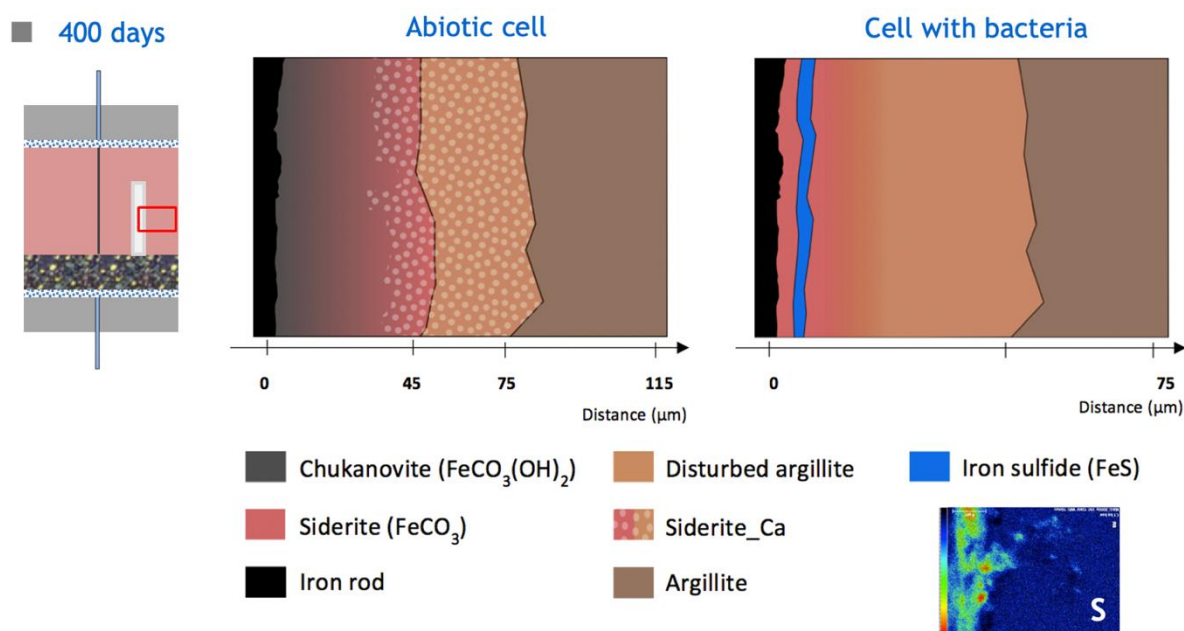 400 days
Abiotic cell
Cell with bacteria
0
45
75
115
Distance (µm)
0
75
Distance (µm)
Chukanovite (FeCO₃(OH)₂)
Disturbed argillite
Iron sulfide (FeS)
Siderite (FeCO₃)
Siderite_Ca
Iron rod
Argillite
S